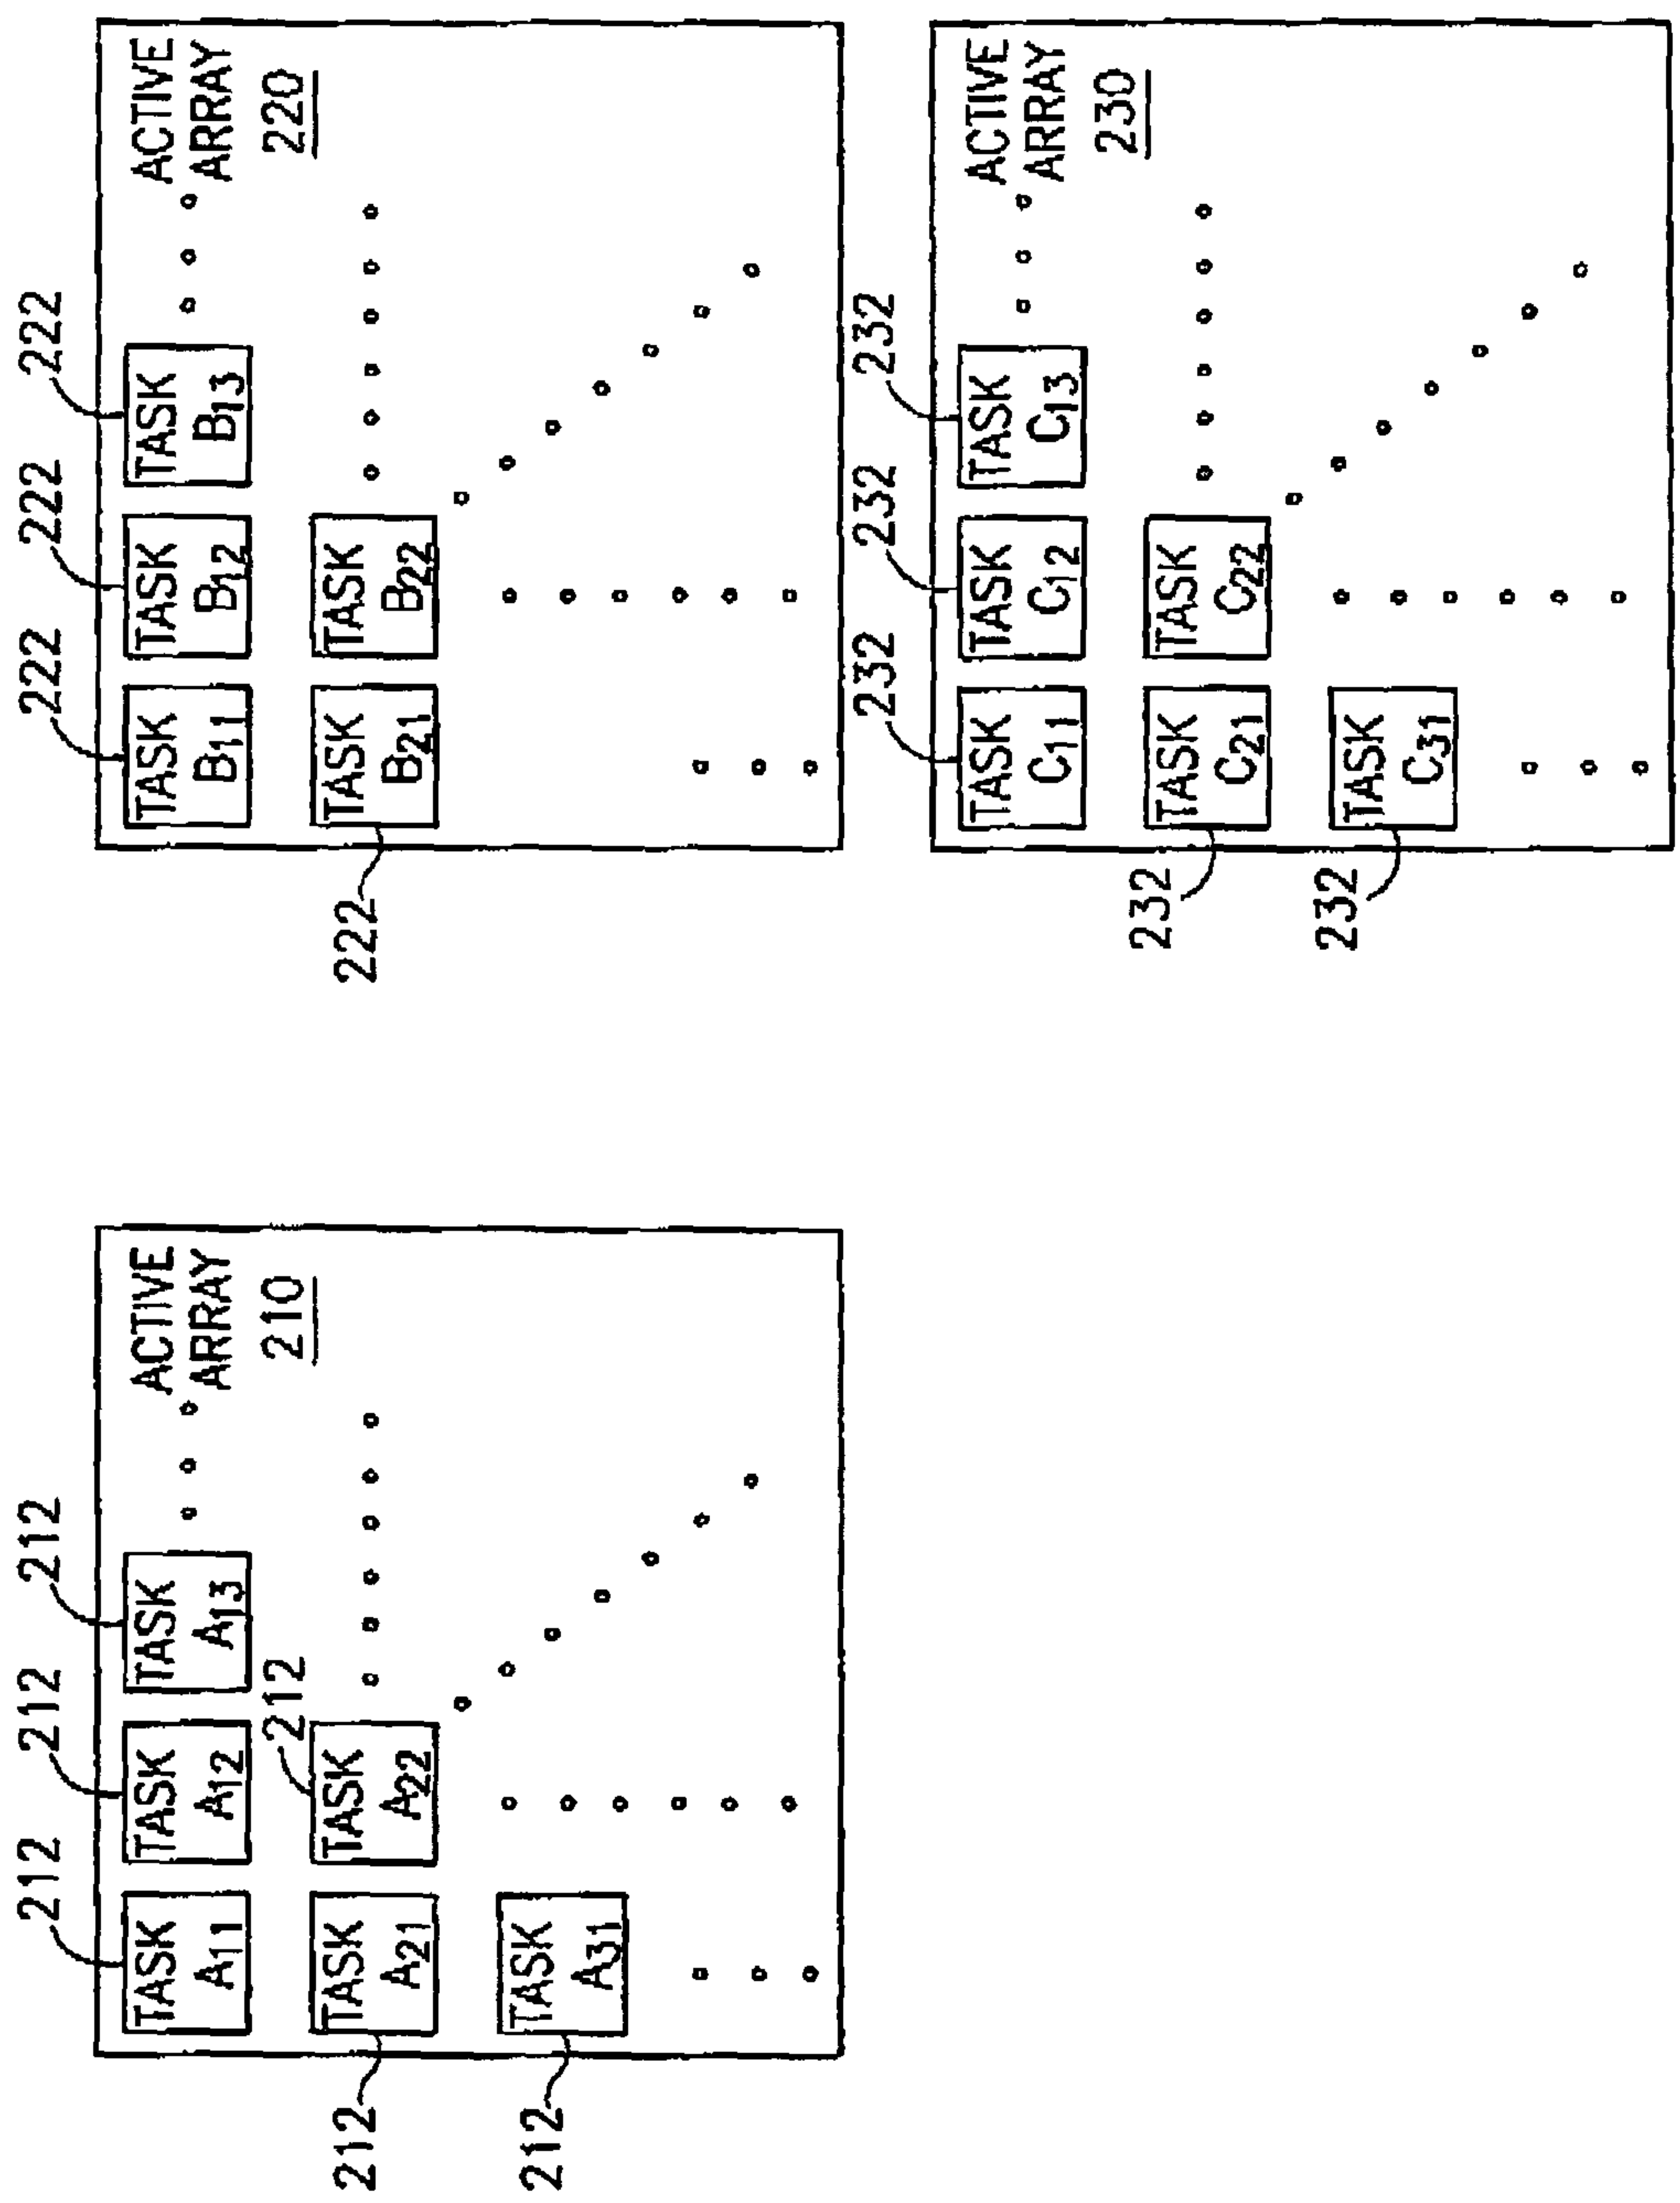 212 212 212
TASK A11
TASK A12
TASK A13
ACTIVE
ARRAY
210
212
212
TASK A21
TASK A22
212
TASK A31
222 222 222
TASK B11
TASK B12
TASK B13
ACTIVE
ARRAY
220
222
TASK B21
TASK B22
232 232 232
TASK C11
TASK C12
TASK C13
ACTIVE
ARRAY
230
232
TASK C21
TASK C22
232
TASK C31